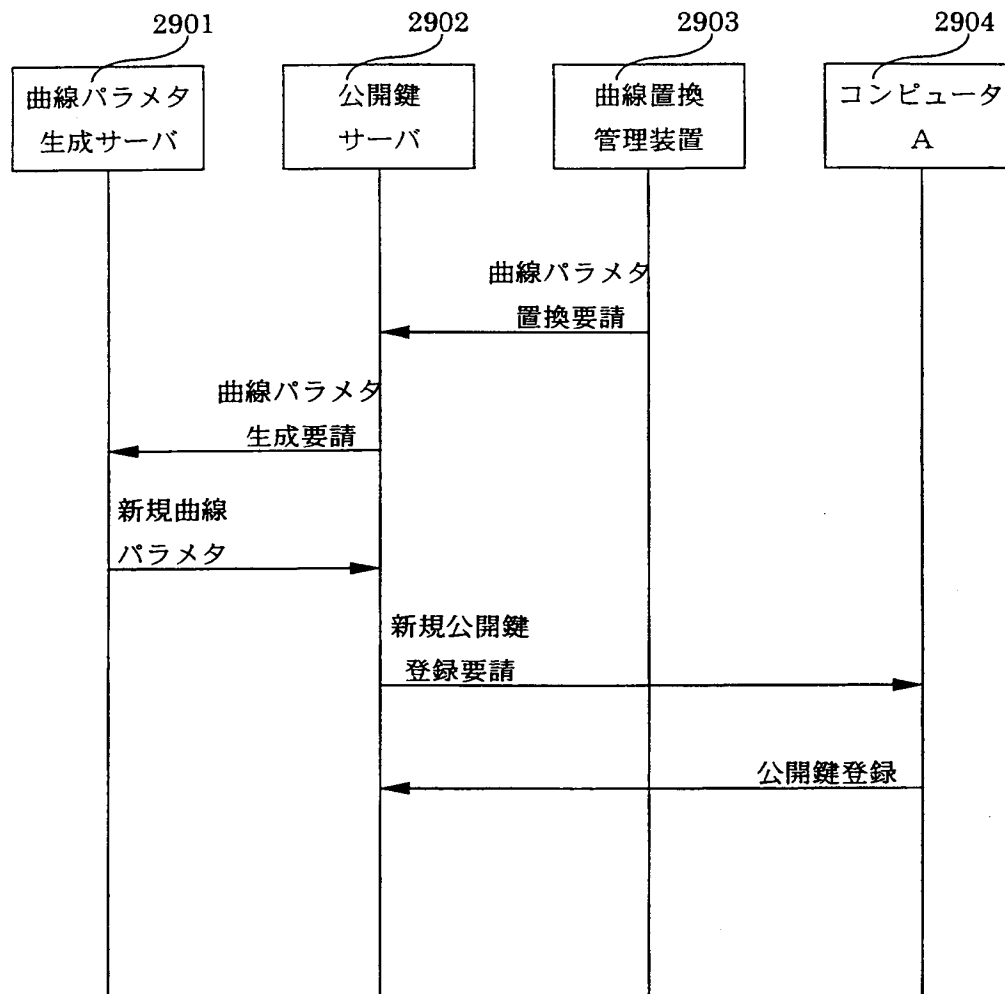 2901
2902
2903
2904
曲線パラメタ
生成サーバ
公開鍵
サーバ
曲線置換
管理装置
コンピュータ
A
曲線パラメタ
置換要請
曲線パラメタ
生成要請
新規曲線
パラメタ
新規公開鍵
登録要請
公開鍵登録